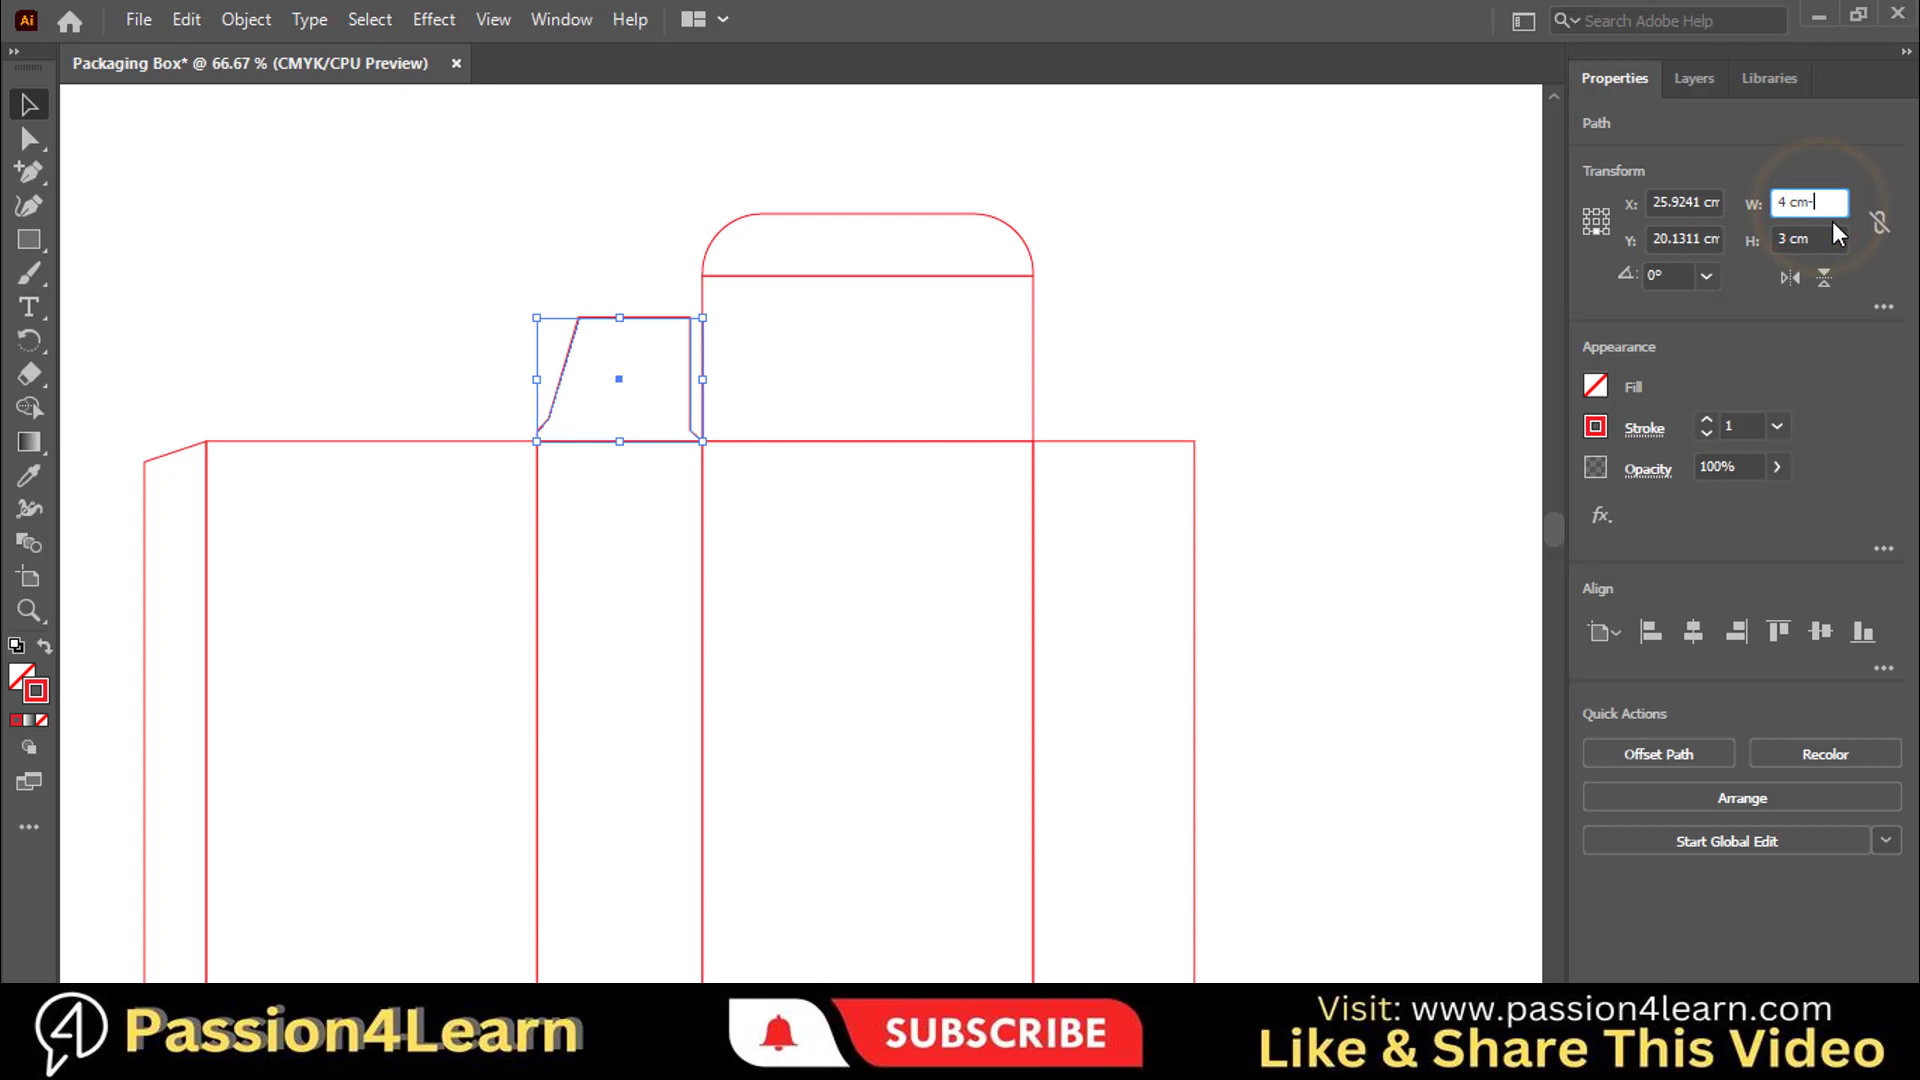 Ai File Edit Object Type Select Effect View Window Help Search Adobe Help
Packaging Box* @ 66.67 % (CMYK/CPU Preview) ×
Properties Layers Libraries
Path
Transform
X: 25.9241 cm W: 4 cm-
Y: 20.1311 cm H: 3 cm
0°
Appearance
Fill
Stroke 1
Opacity 100%
fx.
Align
Quick Actions
Offset Path Recolor
Arrange
Start Global Edit
Passion4Learn
SUBSCRIBE
Visit: www.passion4learn.com
Like & Share This Video